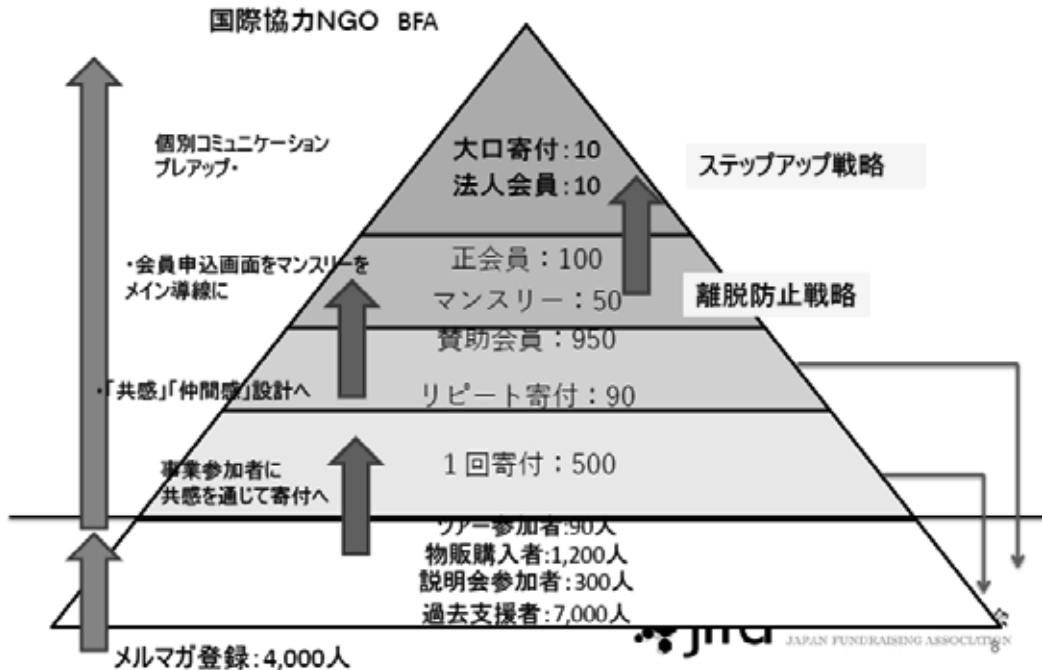 国際協力NGO BFA
個別コミュニケーション
プレアップ・
大口寄付：10
法人会員：10
ステップアップ戦略
・会員申込画面をマンスリーを
メイン導線に
正会員：100
マンスリー：50
離脱防止戦略
賛助会員：950
・「共感」「仲間感」設計へ
リピート寄付：90
事業参加者に
共感を通じて寄付へ
1回寄付：500
ツアー参加者:90人
物販購入者:1,200人
説明会参加者:300人
過去支援者:7,000人
メルマガ登録：4,000人
jfra JAPAN FUNDRAISING ASSOCIATION
8